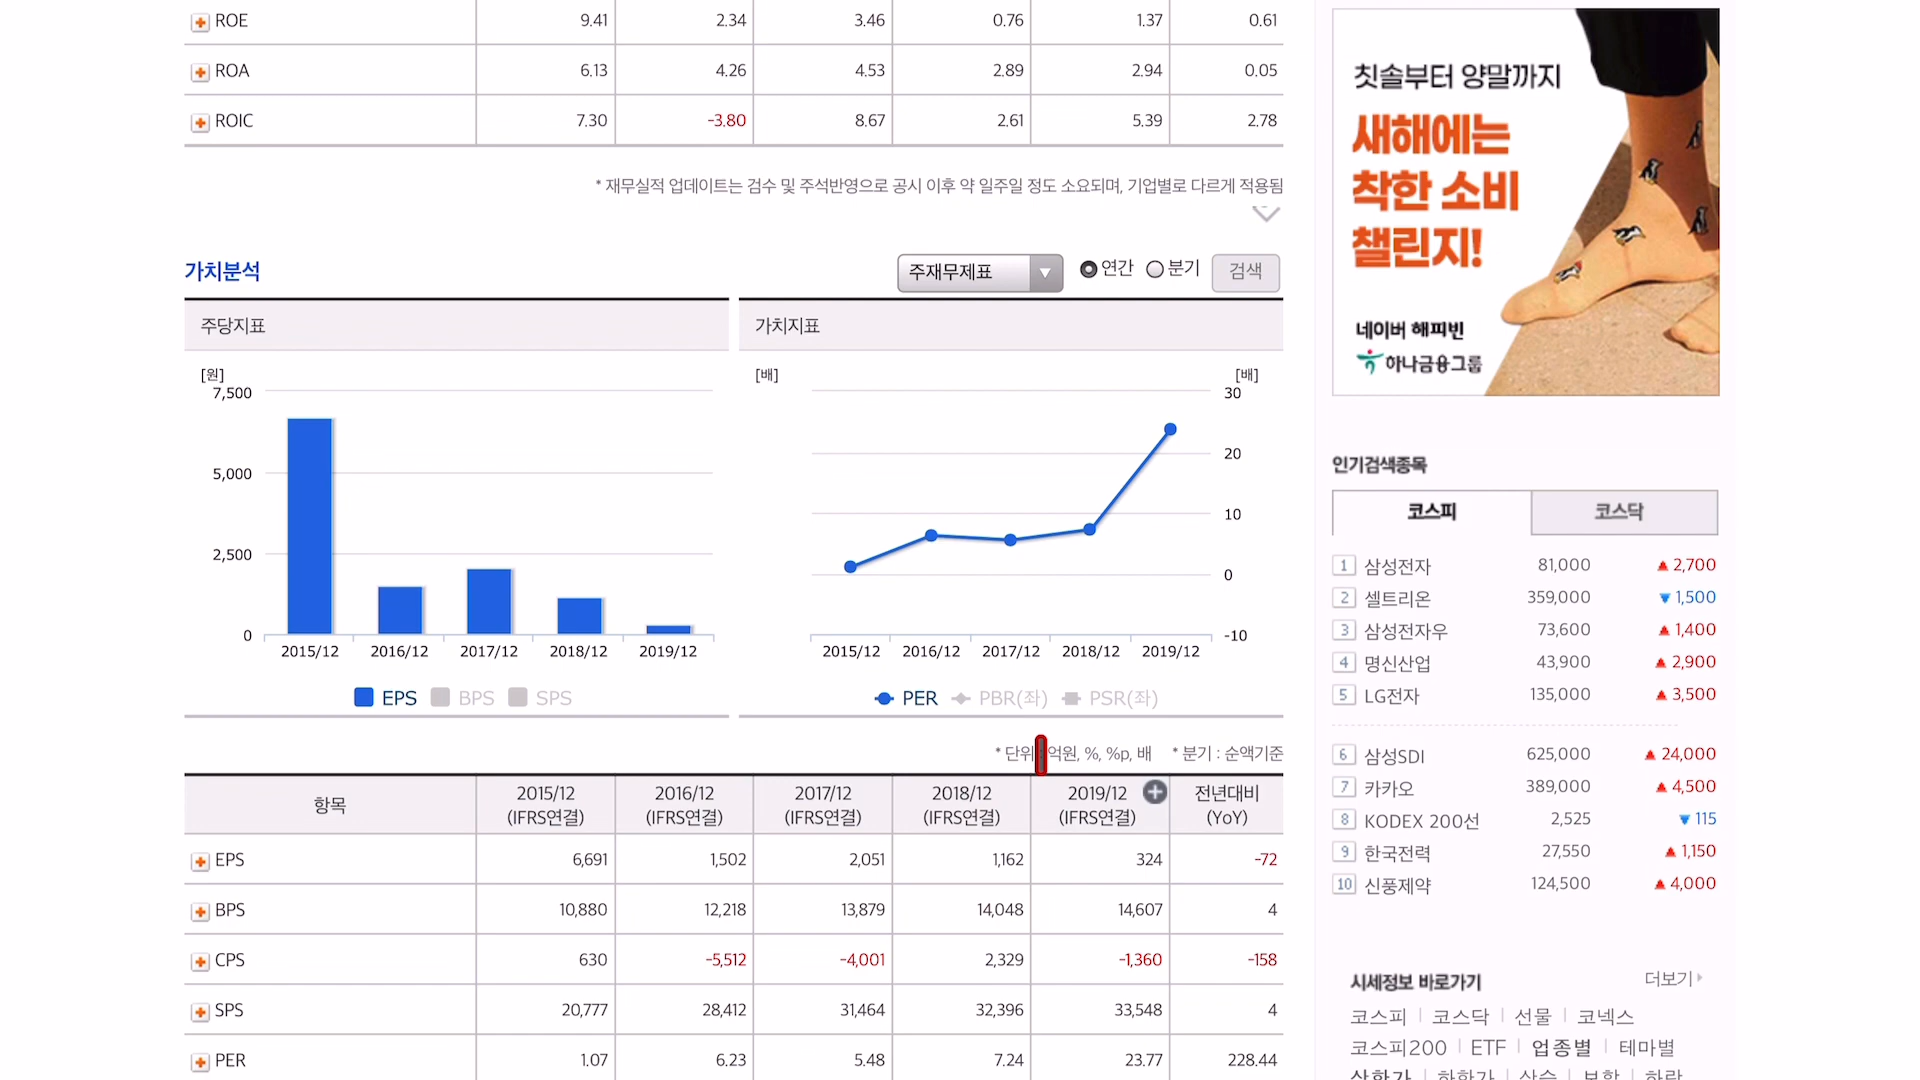 ROE 9.41 2.34 3.46 0.76 1.37 0.61
ROA 6.13 4.26 4.53 2.89 2.94 0.05
ROIC 7.30 -3.80 8.67 2.61 5.39 2.78
* 재무실적 업데이트는 검수 및 주석반영으로 공시 이후 약 일주일 정도 소요되며, 기업별로 다르게 적용됨
가치분석 주재무제표 연간 분기 검색
주당지표
[원]
7,500
5,000
2,500
0
2015/12 2016/12 2017/12 2018/12 2019/12
EPS BPS SPS
가치지표
[배] [배]
30
20
10
0
-10
2015/12 2016/12 2017/12 2018/12 2019/12
PER PBR(좌) PSR(좌)
* 단위 억원, %, %p, 배 * 분기 : 순액기준
항목 2015/12 (IFRS연결) 2016/12 (IFRS연결) 2017/12 (IFRS연결) 2018/12 (IFRS연결) 2019/12 (IFRS연결) 전년대비 (YoY)
EPS 6,691 1,502 2,051 1,162 324 -72
BPS 10,880 12,218 13,879 14,048 14,607 4
CPS 630 -5,512 -4,001 2,329 -1,360 -158
SPS 20,777 28,412 31,464 32,396 33,548 4
PER 1.07 6.23 5.48 7.24 23.77 228.44
칫솔부터 양말까지
새해에는
착한 소비
챌린지!
네이버 해피빈
하나금융그룹
인기검색종목
코스피 코스닥
1 삼성전자 81,000 ▲ 2,700
2 셀트리온 359,000 ▼ 1,500
3 삼성전자우 73,600 ▲ 1,400
4 명신산업 43,900 ▲ 2,900
5 LG전자 135,000 ▲ 3,500
6 삼성SDI 625,000 ▲ 24,000
7 카카오 389,000 ▲ 4,500
8 KODEX 200선 2,525 ▼ 115
9 한국전력 27,550 ▲ 1,150
10 신풍제약 124,500 ▲ 4,000
시세정보 바로가기 더보기
코스피 코스닥 선물 코넥스
코스피200 ETF 업종별 테마별
상한가 하한가 상승 보합 하락